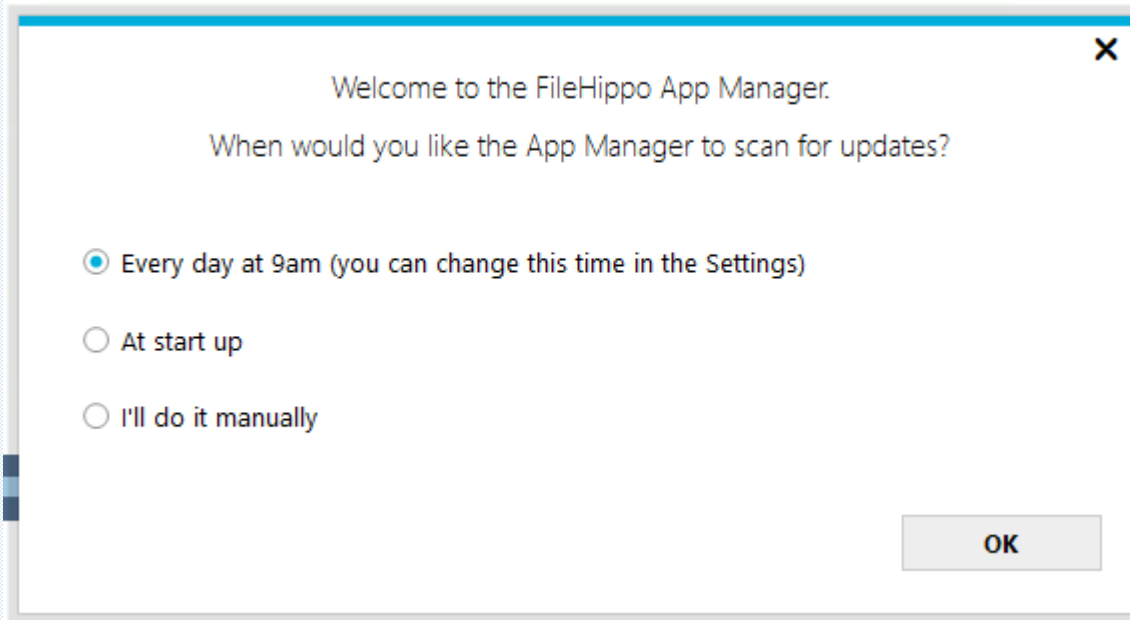 Welcome to the FileHippo App Manager.
When would you like the App Manager to scan for updates?
Every day at 9am (you can change this time in the Settings)
At start up
I'll do it manually
OK